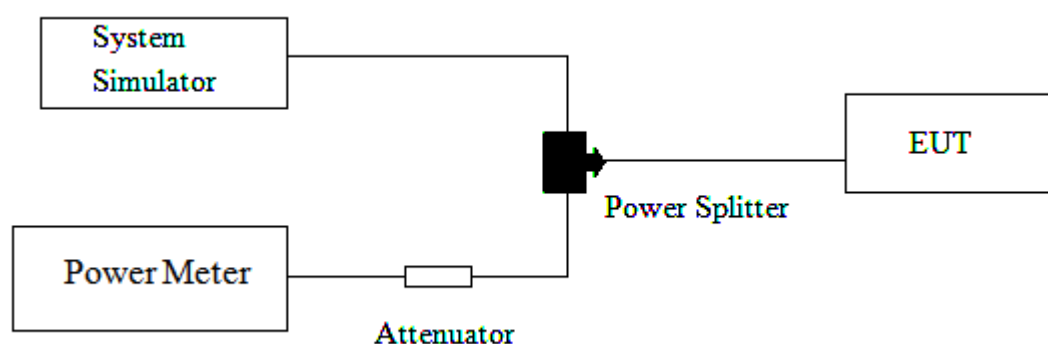 System
Simulator
EUT
Power Splitter
Power Meter
Attenuator